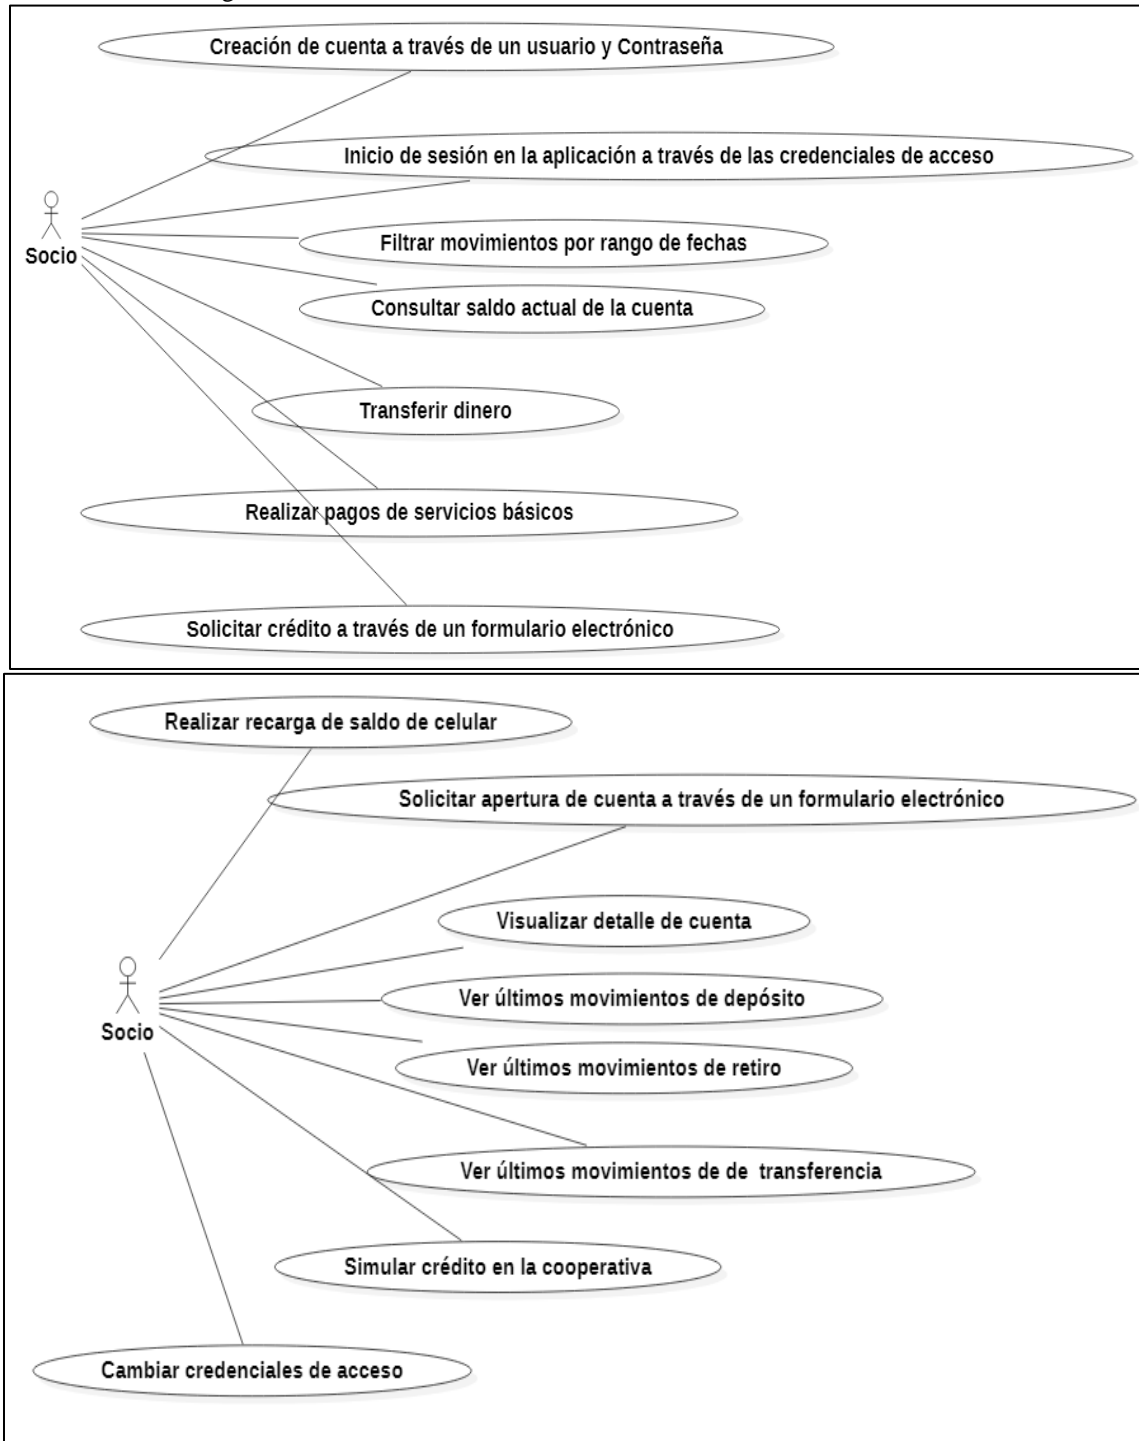 Creación de cuenta a través de un usuario y Contraseña
Inicio de sesión en la aplicación a través de las credenciales de acceso
Filtrar movimientos por rango de fechas
Socio
Consultar saldo actual de la cuenta
Transferir dinero
Realizar pagos de servicios básicos
Solicitar crédito a través de un formulario electrónico
Realizar recarga de saldo de celular
Solicitar apertura de cuenta a través de un formulario electrónico
Visualizar detalle de cuenta
Ver últimos movimientos de depósito
Socio
Ver últimos movimientos de retiro
Ver últimos movimientos de de transferencia
Simular crédito en la cooperativa
Cambiar credenciales de acceso